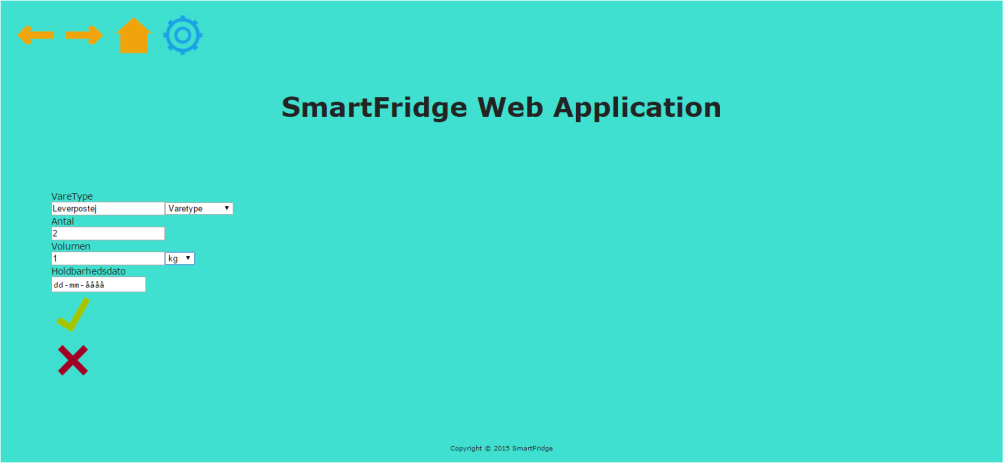 SmartFridge Web Application
VareType
Leverpostej Varetype
Antal
2
Volumen
1 kg
Holdbarhedsdato
dd-mm-åååå
Copyright © 2015 SmartFridge